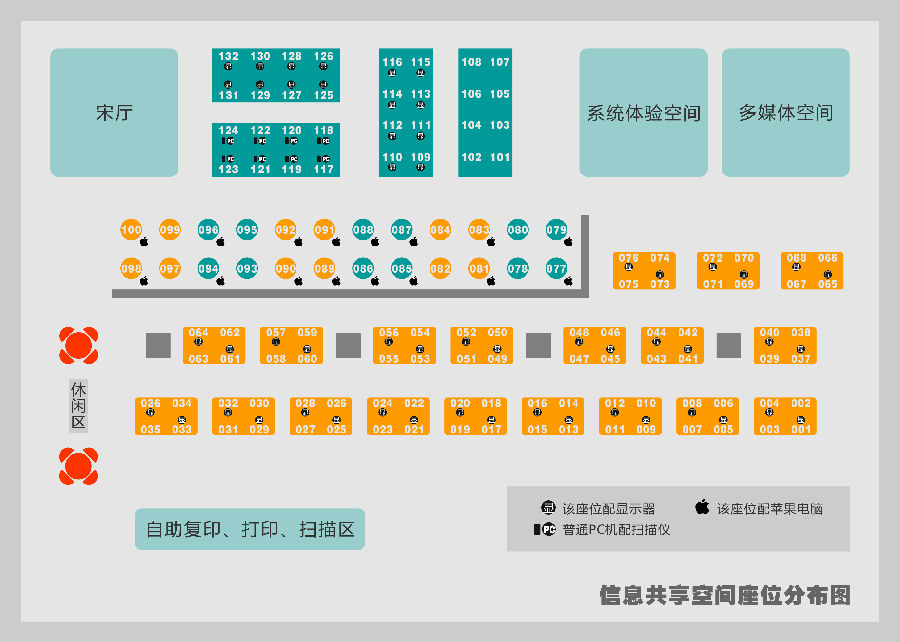 132 130 128 126
131 129 127 125
宋厅
124 122 120 118
PC PC PC PC
PC PC PC PC
123 121 119 117
116 115
114 113
112 111
110 109
108 107
106 105
104 103
102 101
系统体验空间
多媒体空间
100 099 096 095 092 091 088 087 084 083 080 079
098 097 094 093 090 089 086 085 082 081 078 077
076 074 072 070 068 066
075 073 071 069 067 065
064 062 057 059 056 054 052 050 048 046 044 042 040 038
063 061 058 060 055 053 051 049 047 045 043 041 039 037
休闲区
036 034 032 030 028 026 024 022 020 018 016 014 012 010 008 006 004 002
035 033 031 029 027 025 023 021 019 017 015 013 011 009 007 005 003 001
自助复印、打印、扫描区
该座位配显示器 该座位配苹果电脑
PC 普通PC机配扫描仪
信息共享空间座位分布图